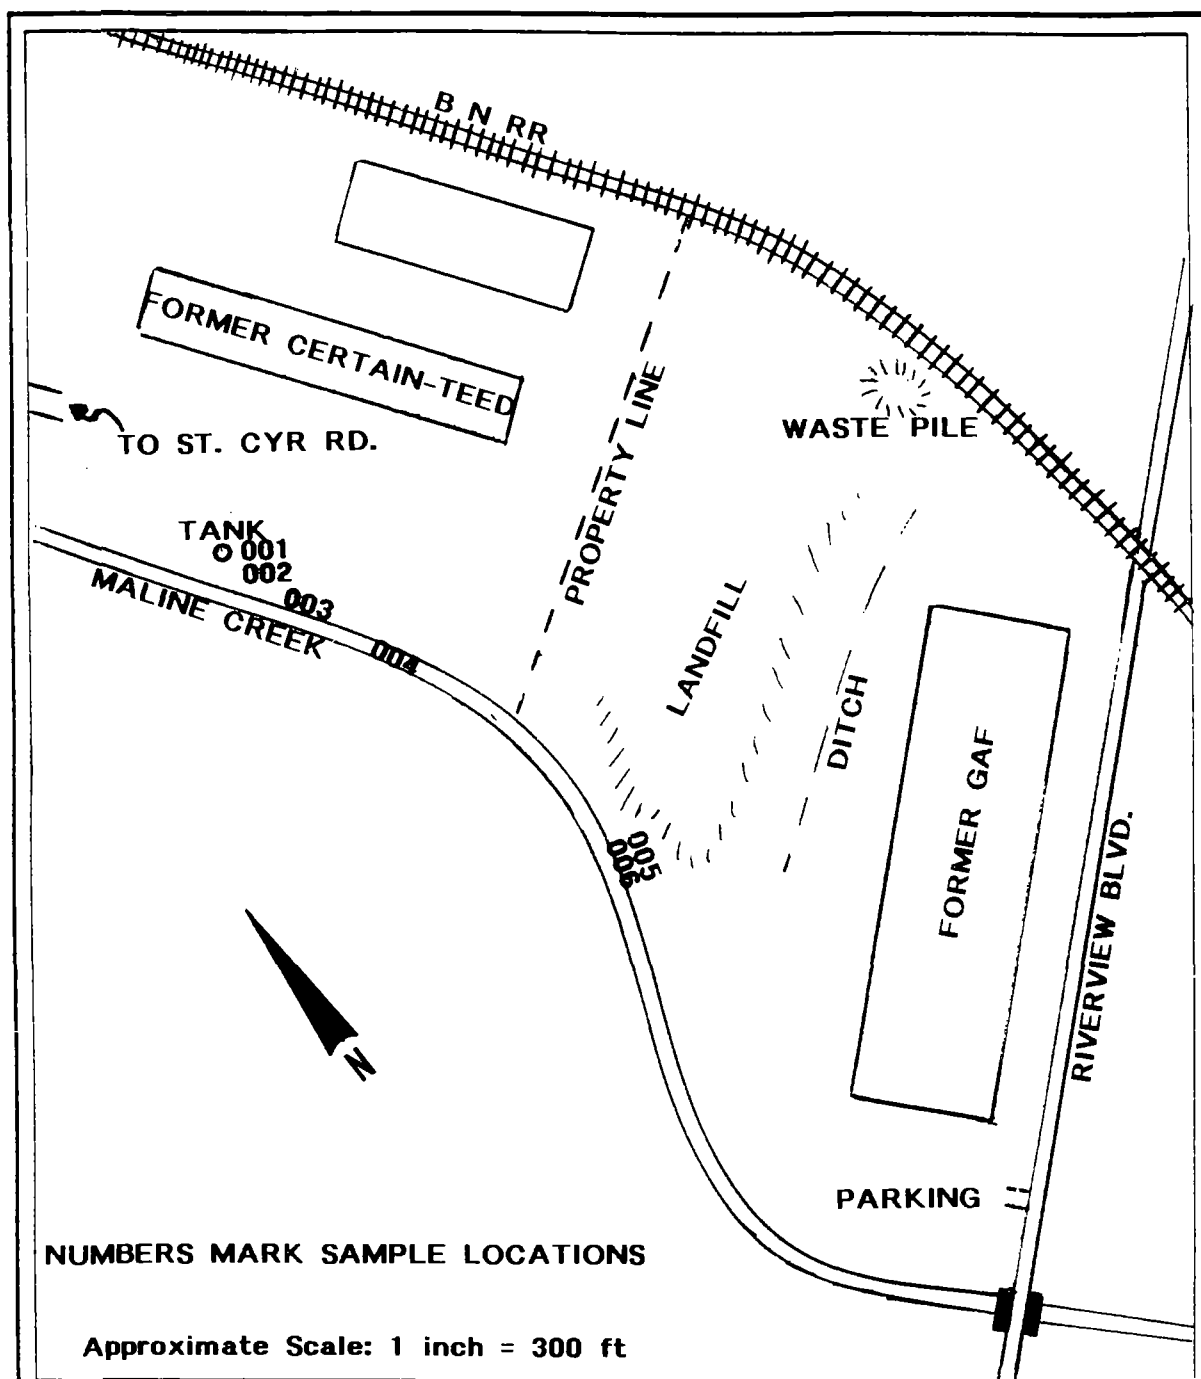 B N RR
FORMER CERTAIN-TEED
TO ST. CYR RD.
PROPERTY LINE
WASTE PILE
TANK
001
002
003
004
MALINE CREEK
LANDFILL
DITCH
FORMER GAF
005
006
RIVERVIEW BLVD.
N
PARKING
NUMBERS MARK SAMPLE LOCATIONS
Approximate Scale: 1 inch = 300 ft